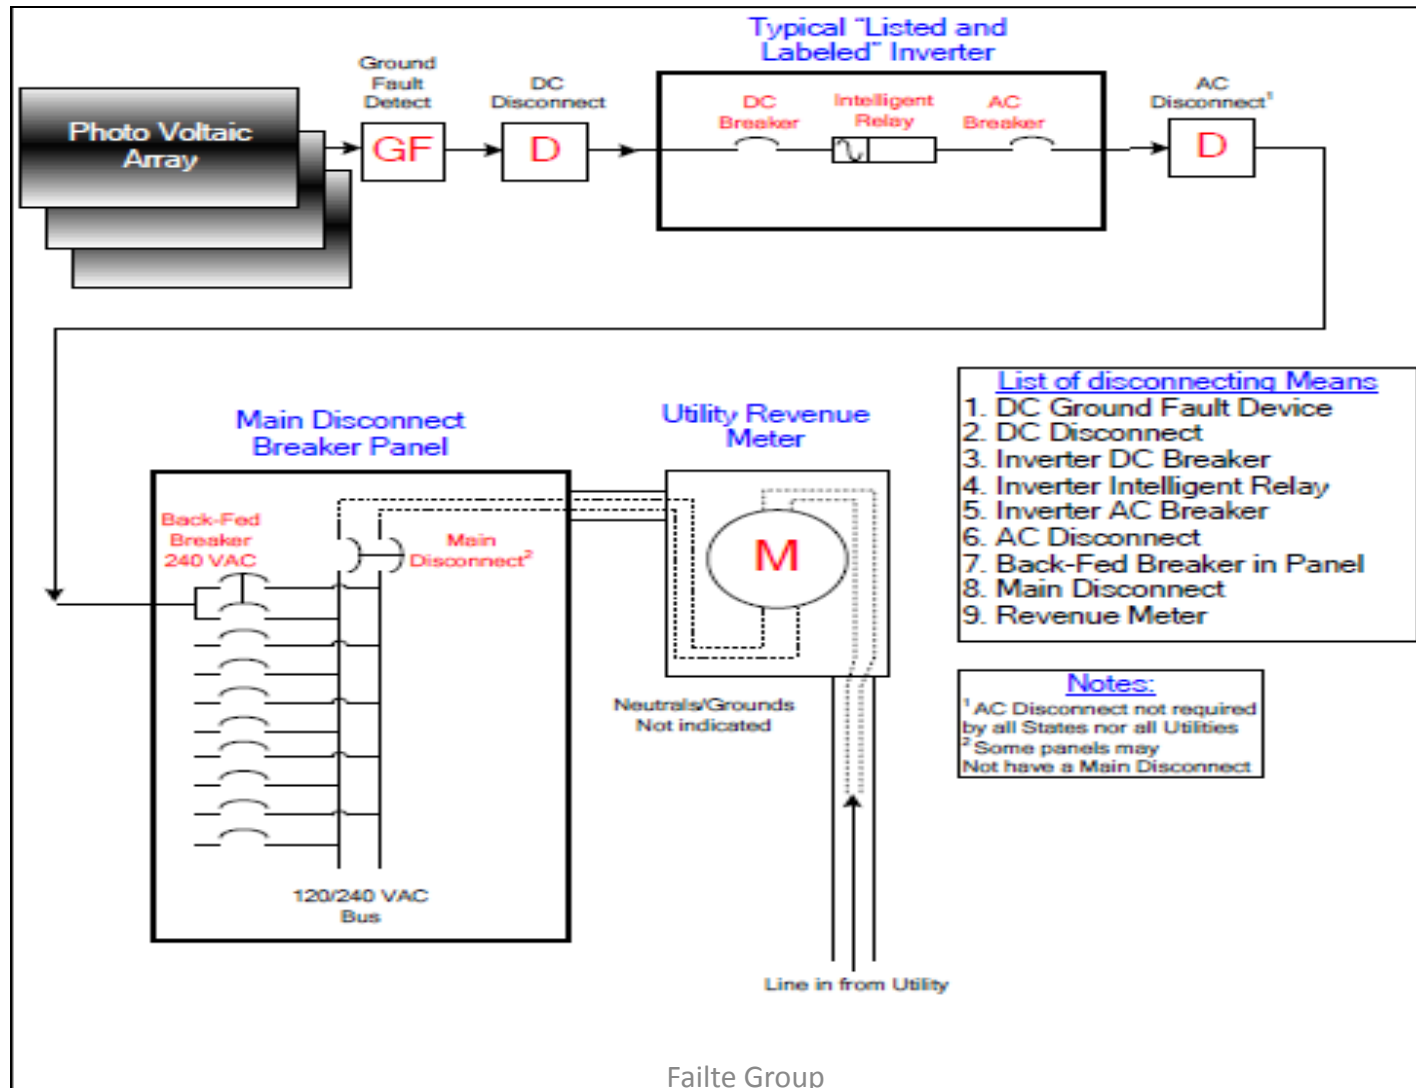 Typical “Listed and
Labeled” Inverter
Ground
Fault
Detect
DC
Disconnect
DC
Breaker
Intelligent
Relay
AC
Breaker
AC
Disconnect¹
Photo Voltaic
Array
GF
D
D
Main Disconnect
Breaker Panel
Utility Revenue
Meter
List of disconnecting Means
1. DC Ground Fault Device
2. DC Disconnect
3. Inverter DC Breaker
4. Inverter Intelligent Relay
5. Inverter AC Breaker
6. AC Disconnect
7. Back-Fed Breaker in Panel
8. Main Disconnect
9. Revenue Meter
Back-Fed
Breaker
240 VAC
Main
Disconnect²
M
Neutrals/Grounds
Not indicated
Notes:
¹ AC Disconnect not required
by all States nor all Utilities
² Some panels may
Not have a Main Disconnect
120/240 VAC
Bus
Line in from Utility
Failte Group